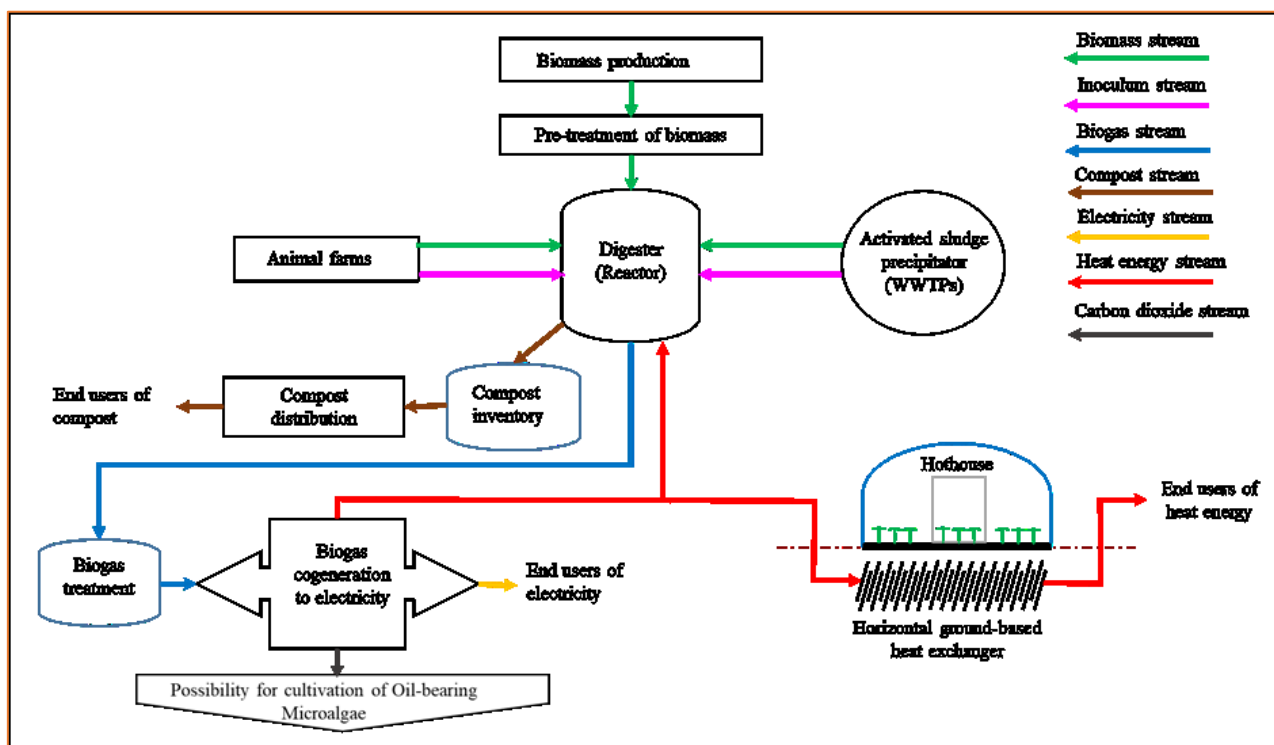 Biomass production
Pre-treatment of biomass
Digester
(Reactor)
Animal farms
Activated sludge
precipitator
(WWTPs)
Biomass stream
Inoculum stream
Biogas stream
Compost stream
Electricity stream
Heat energy stream
Carbon dioxide stream
End users of
compost
Compost
distribution
Compost
inventory
Hothouse
End users of
heat energy
Biogas
treatment
Biogas
cogeneration
to electricity
End users of
electricity
Horizontal ground-based
heat exchanger
Possibility for cultivation of Oil-bearing
Microalgae